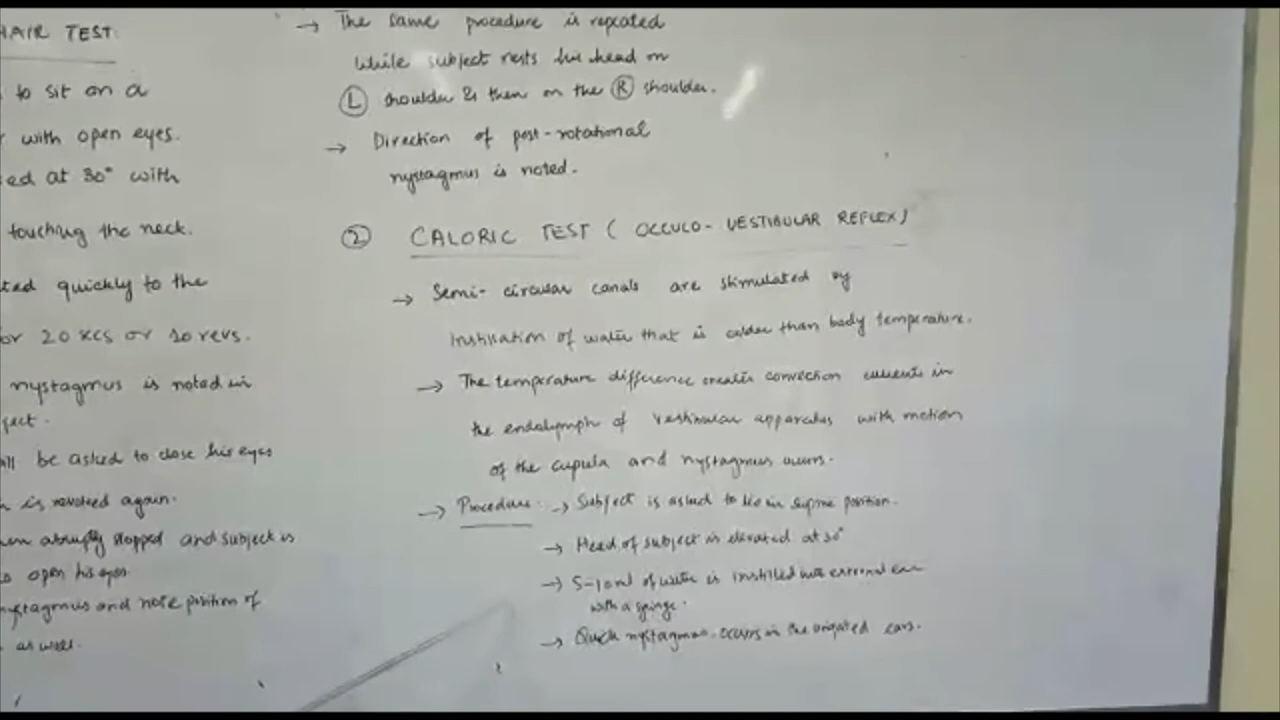 HAIR TEST.
to sit on a
with open eyes.
ed at 30° with
touching the neck.
ted quickly to the
or 20 secs or 10 revs.
nystagmus is noted in
ject.
all be asked to close his eyes
is revolved again.
en abruptly stopped and subject is
o open his eyes
nystagmus and note position of
as well.
→ The same procedure is repeated
while subject rests his head on
Ⓛ shoulder & then on the Ⓡ shoulder.
→ Direction of post-rotational
nystagmus is noted.
② CALORIC TEST ( OCCULO- VESTIBULAR REFLEX)
→ Semi-circular canals are stimulated by
instillation of water that is colder than body temperature.
→ The temperature difference creates convection currents in
the endolymph of vestibular apparatus with motion
of the cupula and nystagmus occurs.
→ Procedure → Subject is asked to lie in supine position.
→ Head of subject is elevated at 30°
→ 5-10ml of water is instilled into external ear
with a syringe.
→ Quick nystagmus occurs in the irrigated ears.